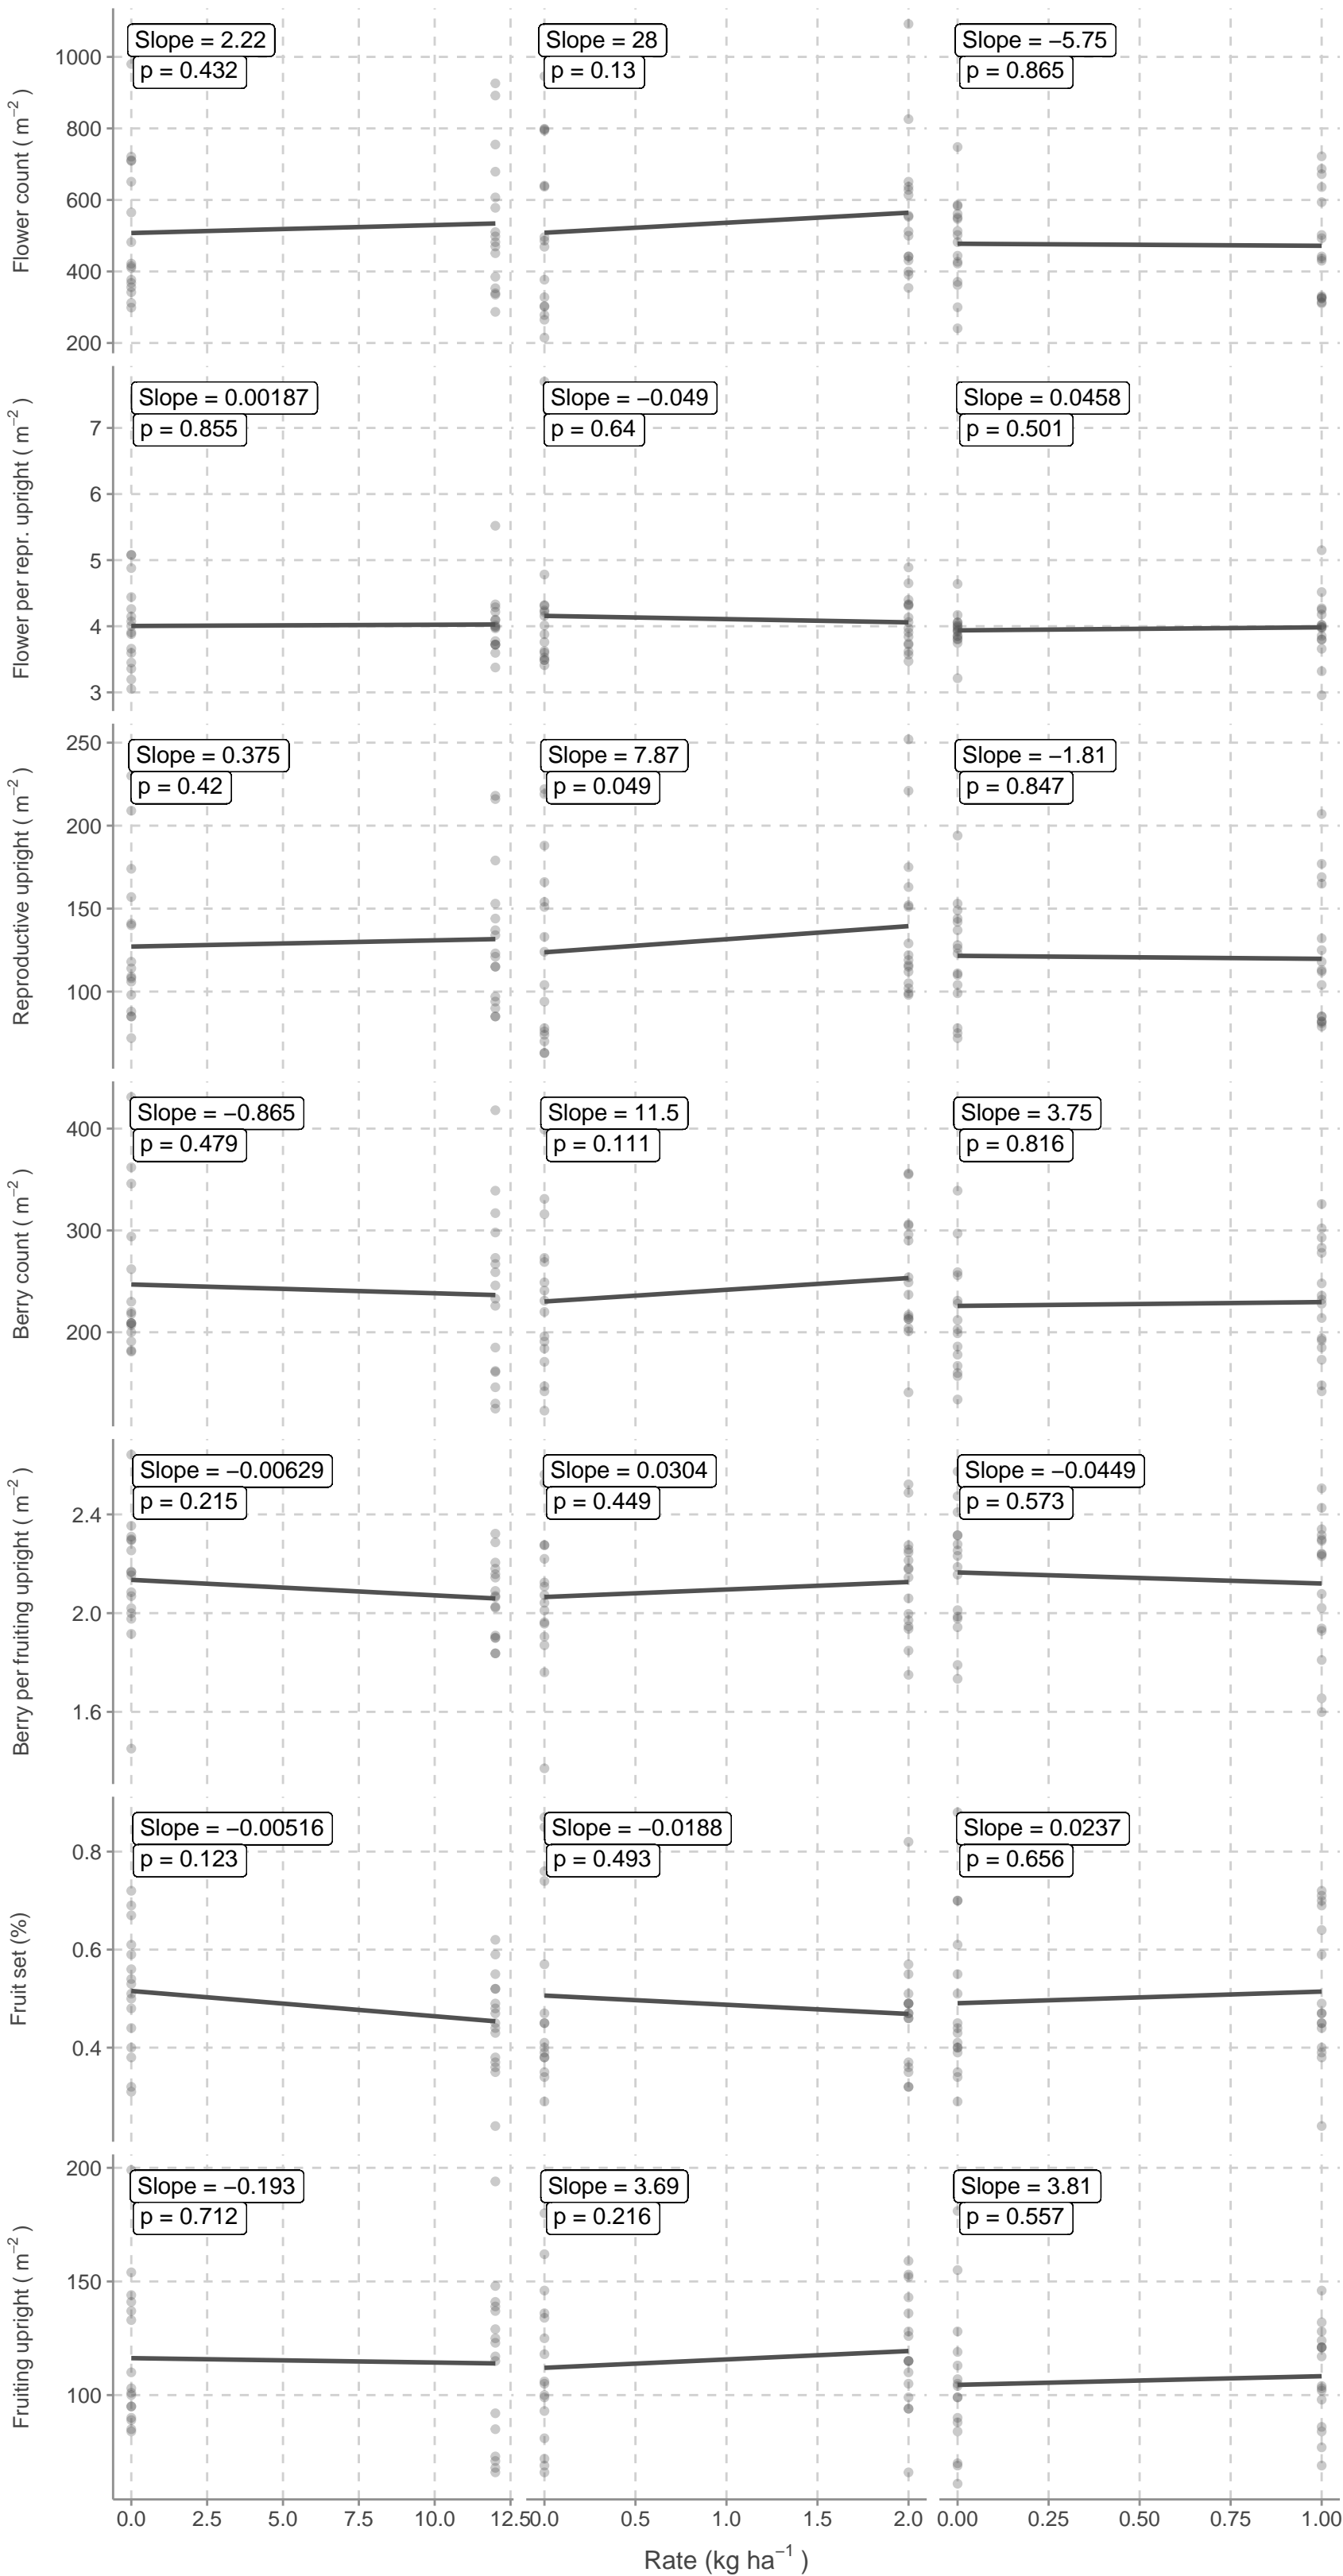 Flower count ( m−2 )
1000
800
600
400
200
Slope = 2.22
p = 0.432
Slope = 28
p = 0.13
Slope = −5.75
p = 0.865
Flower per repr. upright ( m−2 )
7
6
5
4
3
Slope = 0.00187
p = 0.855
Slope = −0.049
p = 0.64
Slope = 0.0458
p = 0.501
Reproductive upright ( m−2 )
250
200
150
100
Slope = 0.375
p = 0.42
Slope = 7.87
p = 0.049
Slope = −1.81
p = 0.847
Berry count ( m−2 )
400
300
200
Slope = −0.865
p = 0.479
Slope = 11.5
p = 0.111
Slope = 3.75
p = 0.816
Berry per fruiting upright ( m−2 )
2.4
2.0
1.6
Slope = −0.00629
p = 0.215
Slope = 0.0304
p = 0.449
Slope = −0.0449
p = 0.573
Fruit set (%)
0.8
0.6
0.4
Slope = −0.00516
p = 0.123
Slope = −0.0188
p = 0.493
Slope = 0.0237
p = 0.656
Fruiting upright ( m−2 )
200
150
100
Slope = −0.193
p = 0.712
Slope = 3.69
p = 0.216
Slope = 3.81
p = 0.557
0.0 2.5 5.0 7.5 10.0 12.5
0.0 0.5 1.0 1.5 2.0
0.00 0.25 0.50 0.75 1.00
Rate (kg ha−1 )